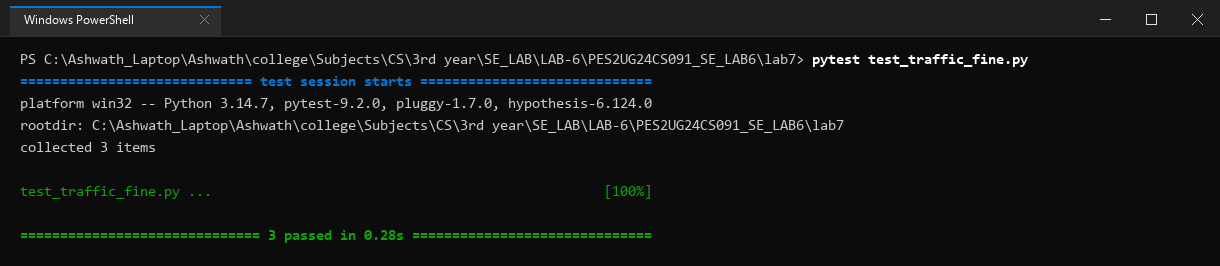 Windows PowerShell
PS C:\Ashwath_Laptop\Ashwath\college\Subjects\CS\3rd year\SE_LAB\LAB-6\PES2UG24CS091_SE_LAB6\lab7> pytest test_traffic_fine.py
============================= test session starts =============================
platform win32 -- Python 3.14.7, pytest-9.2.0, pluggy-1.7.0, hypothesis-6.124.0
rootdir: C:\Ashwath_Laptop\Ashwath\college\Subjects\CS\3rd year\SE_LAB\LAB-6\PES2UG24CS091_SE_LAB6\lab7
collected 3 items
test_traffic_fine.py ... [100%]
============================== 3 passed in 0.28s ==============================